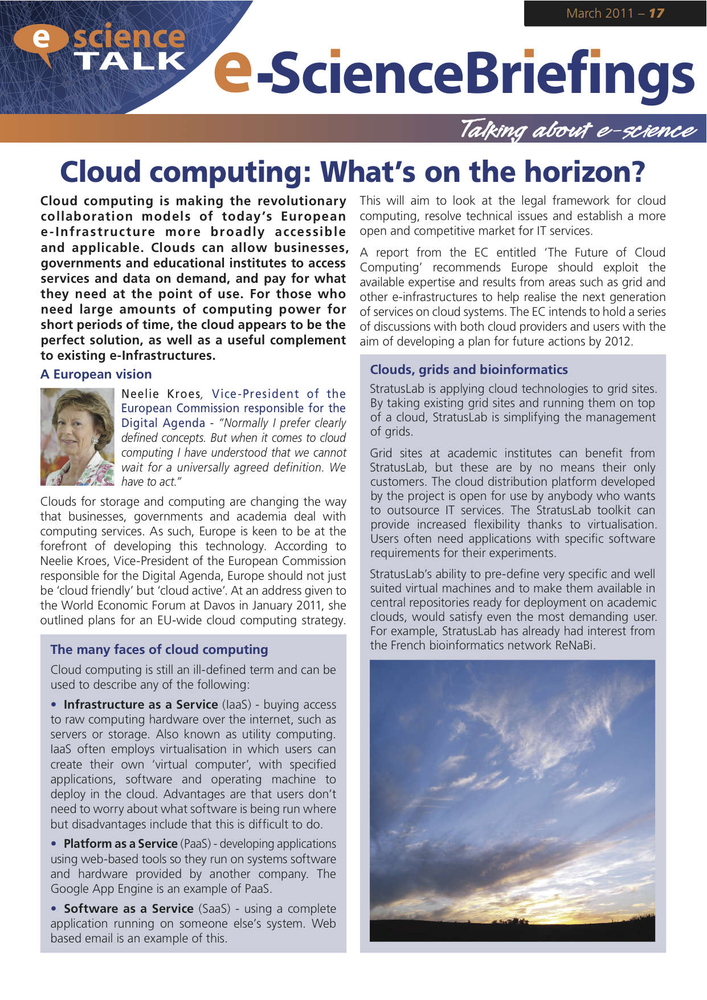 March 2011 – 17
e science
TALK
e-ScienceBriefings
Talking about e-science
Cloud computing: What’s on the horizon?
Cloud computing is making the revolutionary
collaboration models of today’s European
e-Infrastructure more broadly accessible
and applicable. Clouds can allow businesses,
governments and educational institutes to access
services and data on demand, and pay for what
they need at the point of use. For those who
need large amounts of computing power for
short periods of time, the cloud appears to be the
perfect solution, as well as a useful complement
to existing e-Infrastructures.
A European vision
Neelie Kroes, Vice-President of the
European Commission responsible for the
Digital Agenda - “Normally I prefer clearly
defined concepts. But when it comes to cloud
computing I have understood that we cannot
wait for a universally agreed definition. We
have to act.”
Clouds for storage and computing are changing the way
that businesses, governments and academia deal with
computing services. As such, Europe is keen to be at the
forefront of developing this technology. According to
Neelie Kroes, Vice-President of the European Commission
responsible for the Digital Agenda, Europe should not just
be ‘cloud friendly’ but ‘cloud active’. At an address given to
the World Economic Forum at Davos in January 2011, she
outlined plans for an EU-wide cloud computing strategy.
The many faces of cloud computing
Cloud computing is still an ill-defined term and can be
used to describe any of the following:
• Infrastructure as a Service (IaaS) - buying access
to raw computing hardware over the internet, such as
servers or storage. Also known as utility computing.
IaaS often employs virtualisation in which users can
create their own ‘virtual computer’, with specified
applications, software and operating machine to
deploy in the cloud. Advantages are that users don’t
need to worry about what software is being run where
but disadvantages include that this is difficult to do.
• Platform as a Service (PaaS) - developing applications
using web-based tools so they run on systems software
and hardware provided by another company. The
Google App Engine is an example of PaaS.
• Software as a Service (SaaS) - using a complete
application running on someone else’s system. Web
based email is an example of this.
This will aim to look at the legal framework for cloud
computing, resolve technical issues and establish a more
open and competitive market for IT services.
A report from the EC entitled ‘The Future of Cloud
Computing’ recommends Europe should exploit the
available expertise and results from areas such as grid and
other e-infrastructures to help realise the next generation
of services on cloud systems. The EC intends to hold a series
of discussions with both cloud providers and users with the
aim of developing a plan for future actions by 2012.
Clouds, grids and bioinformatics
StratusLab is applying cloud technologies to grid sites.
By taking existing grid sites and running them on top
of a cloud, StratusLab is simplifying the management
of grids.
Grid sites at academic institutes can benefit from
StratusLab, but these are by no means their only
customers. The cloud distribution platform developed
by the project is open for use by anybody who wants
to outsource IT services. The StratusLab toolkit can
provide increased flexibility thanks to virtualisation.
Users often need applications with specific software
requirements for their experiments.
StratusLab’s ability to pre-define very specific and well
suited virtual machines and to make them available in
central repositories ready for deployment on academic
clouds, would satisfy even the most demanding user.
For example, StratusLab has already had interest from
the French bioinformatics network ReNaBi.